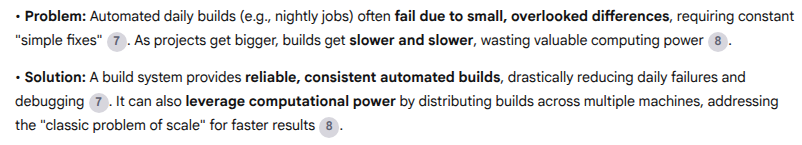 • Problem: Automated daily builds (e.g., nightly jobs) often fail due to small, overlooked differences, requiring constant
"simple fixes" 7 . As projects get bigger, builds get slower and slower, wasting valuable computing power 8 .
• Solution: A build system provides reliable, consistent automated builds, drastically reducing daily failures and
debugging 7 . It can also leverage computational power by distributing builds across multiple machines, addressing
the "classic problem of scale" for faster results 8 .